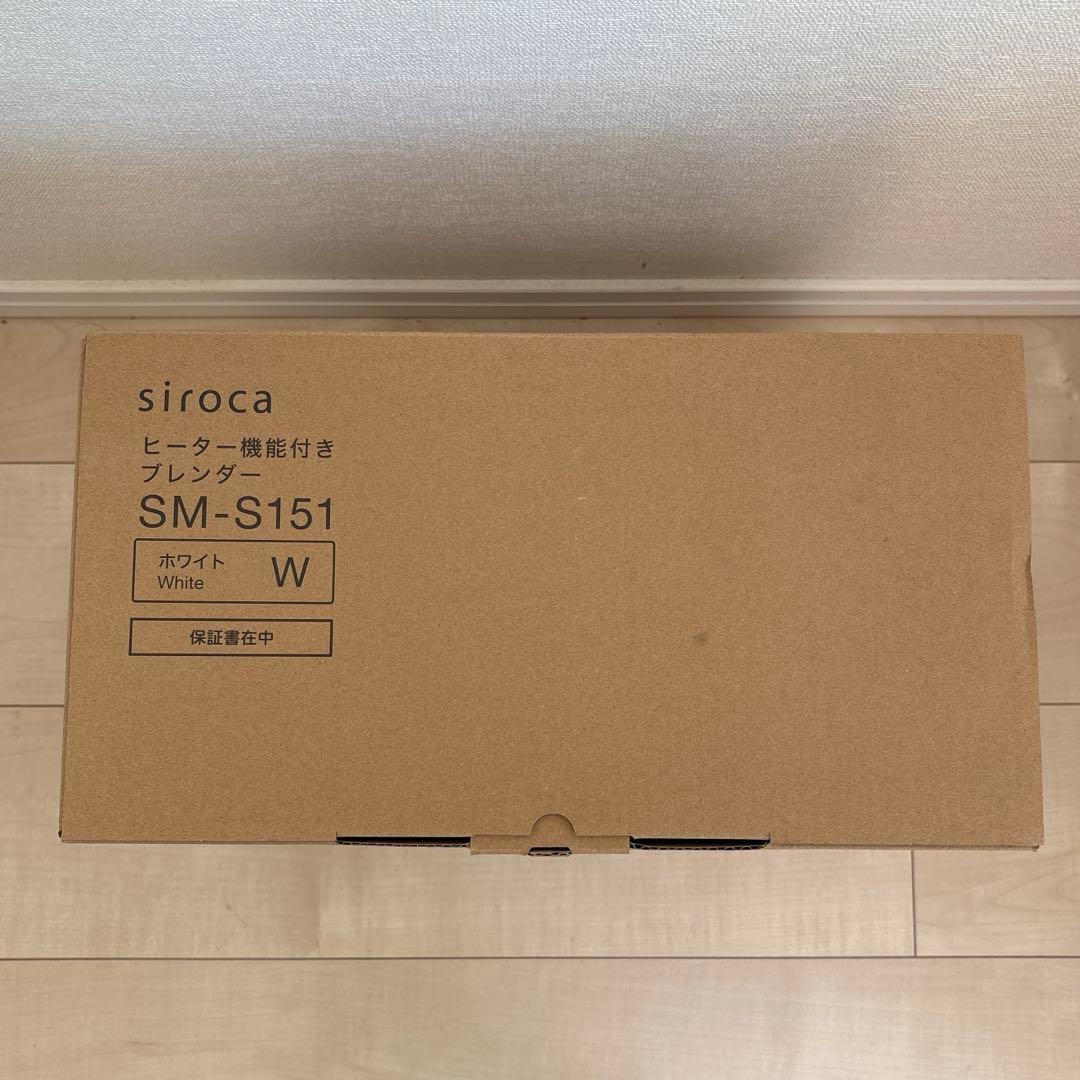 siroca
ヒーター機能付き
ブレンダー
SM-S151
ホワイト
White
W
保証書在中